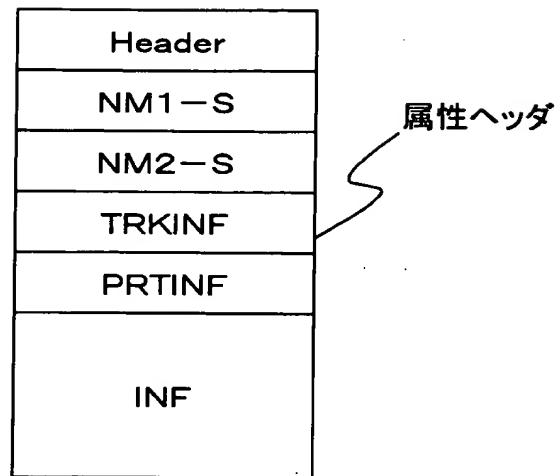 Header
NM1－S
属性ヘッダ
NM2－S
TRKINF
PRTINF
INF